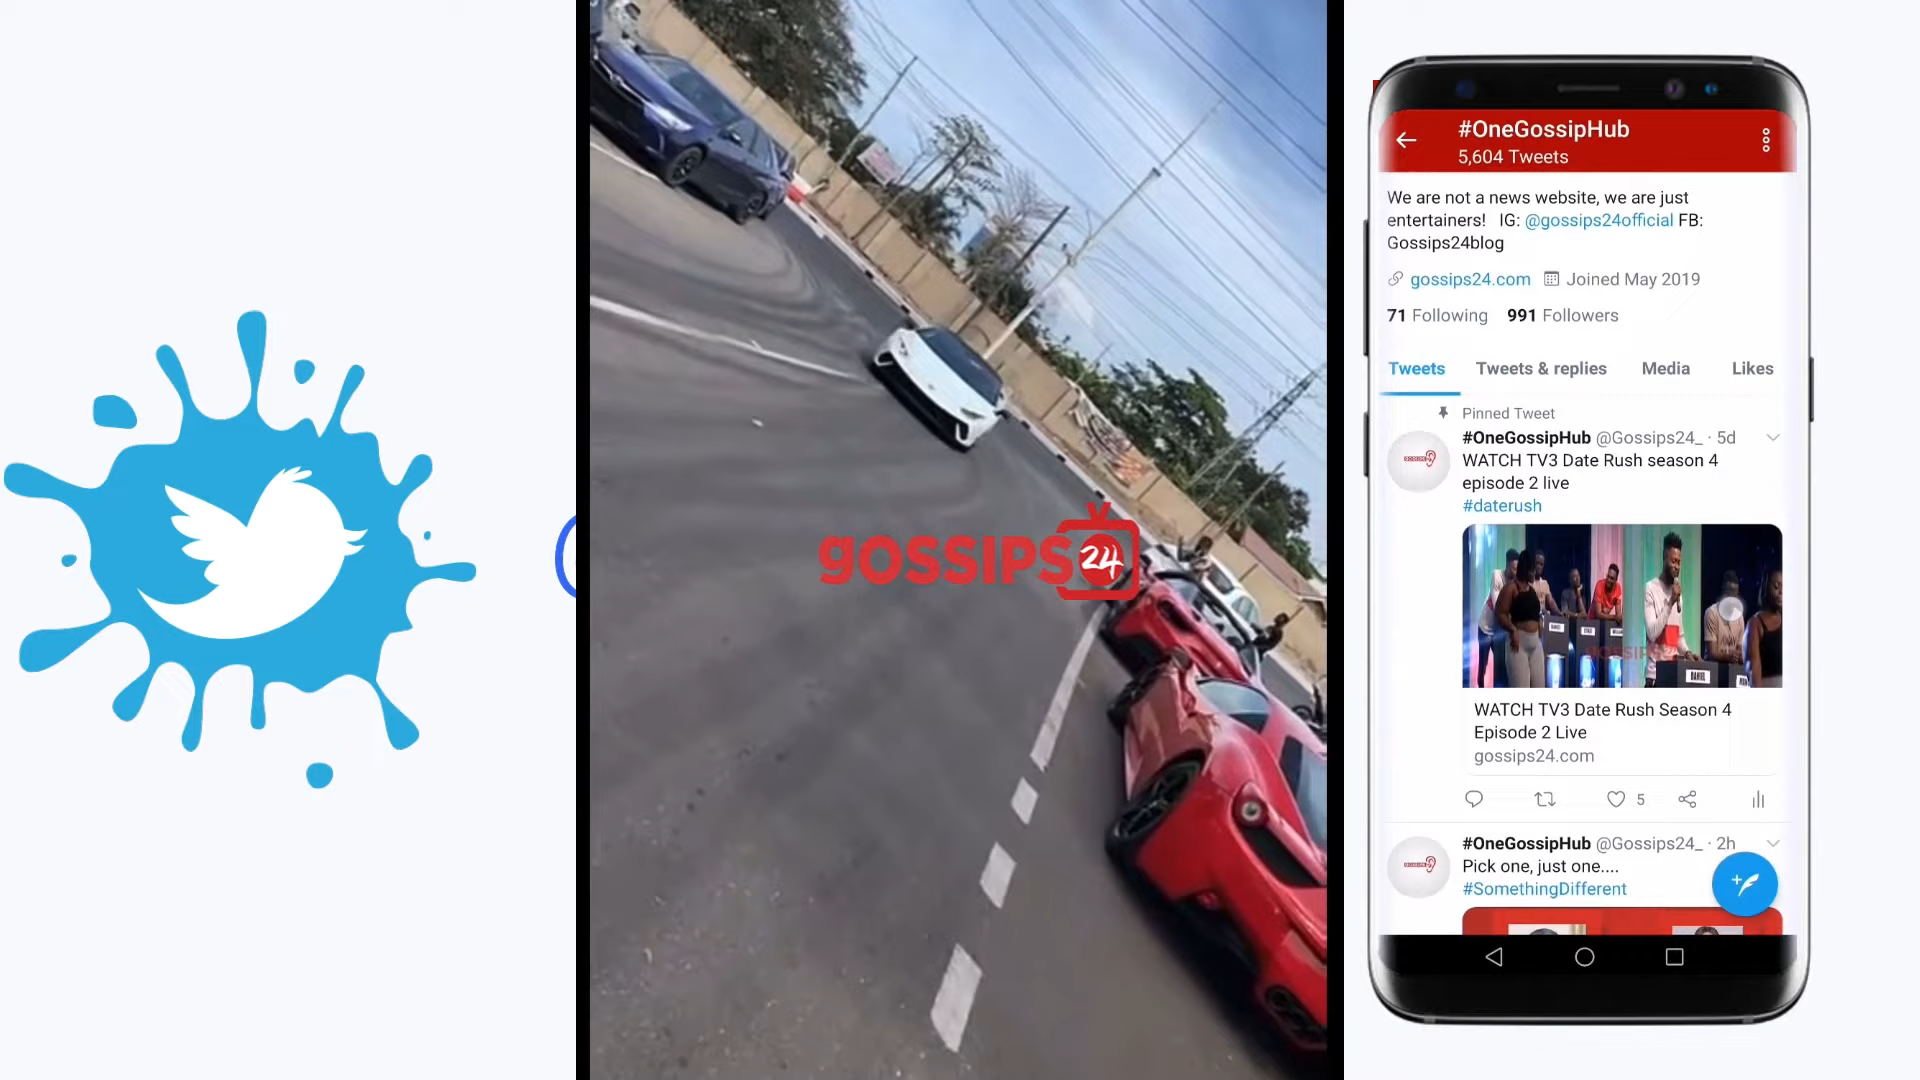 gOSSIPS24
#OneGossipHub
5,604 Tweets
We are not a news website, we are just
entertainers! IG: @gossips24official FB:
Gossips24blog
gossips24.com Joined May 2019
71 Following 991 Followers
Tweets Tweets & replies Media Likes
Pinned Tweet
#OneGossipHub @Gossips24_ · 5d
WATCH TV3 Date Rush season 4
episode 2 live
#daterush
DANIEL
WATCH TV3 Date Rush Season 4
Episode 2 Live
gossips24.com
5
#OneGossipHub @Gossips24_ · 2h
Pick one, just one....
#SomethingDifferent